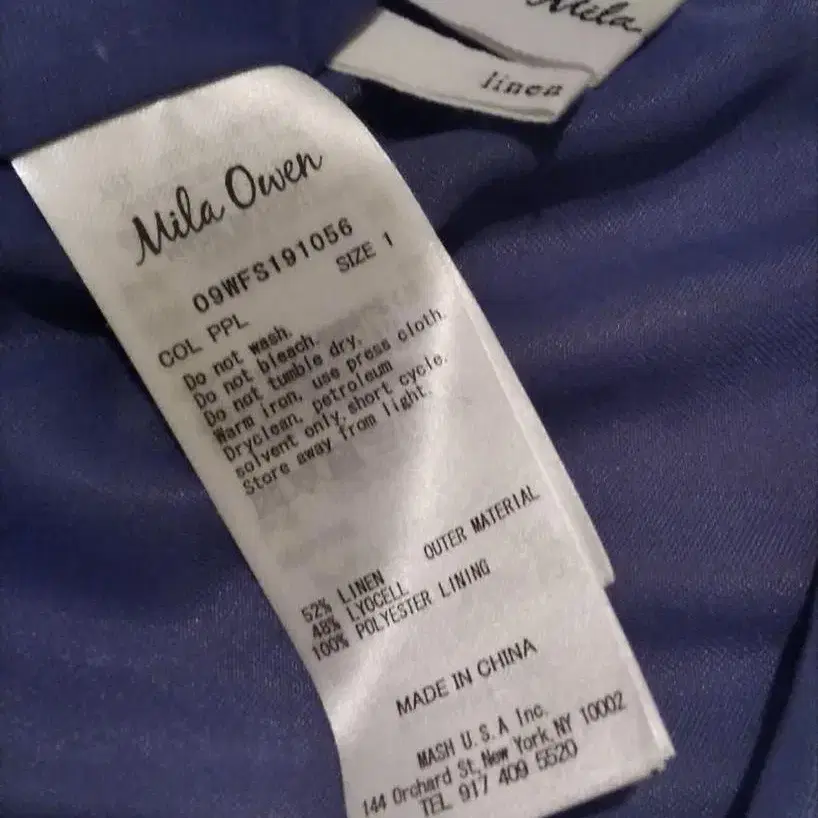 Mila
linen
Mila Owen
09WFS191056
SIZE 1
COL PPL
Do not wash.
Do not bleach.
Do not tumble dry.
Warm iron, use press cloth.
Dryclean, petroleum
solvent only, short cycle.
Store away from light.
OUTER MATERIAL
52% LINEN
48% LYOCELL
100% POLYESTER LINING
MADE IN CHINA
MASH U.S.A Inc.
144 Orchard St, New York, NY 10002
TEL 917 409 5520